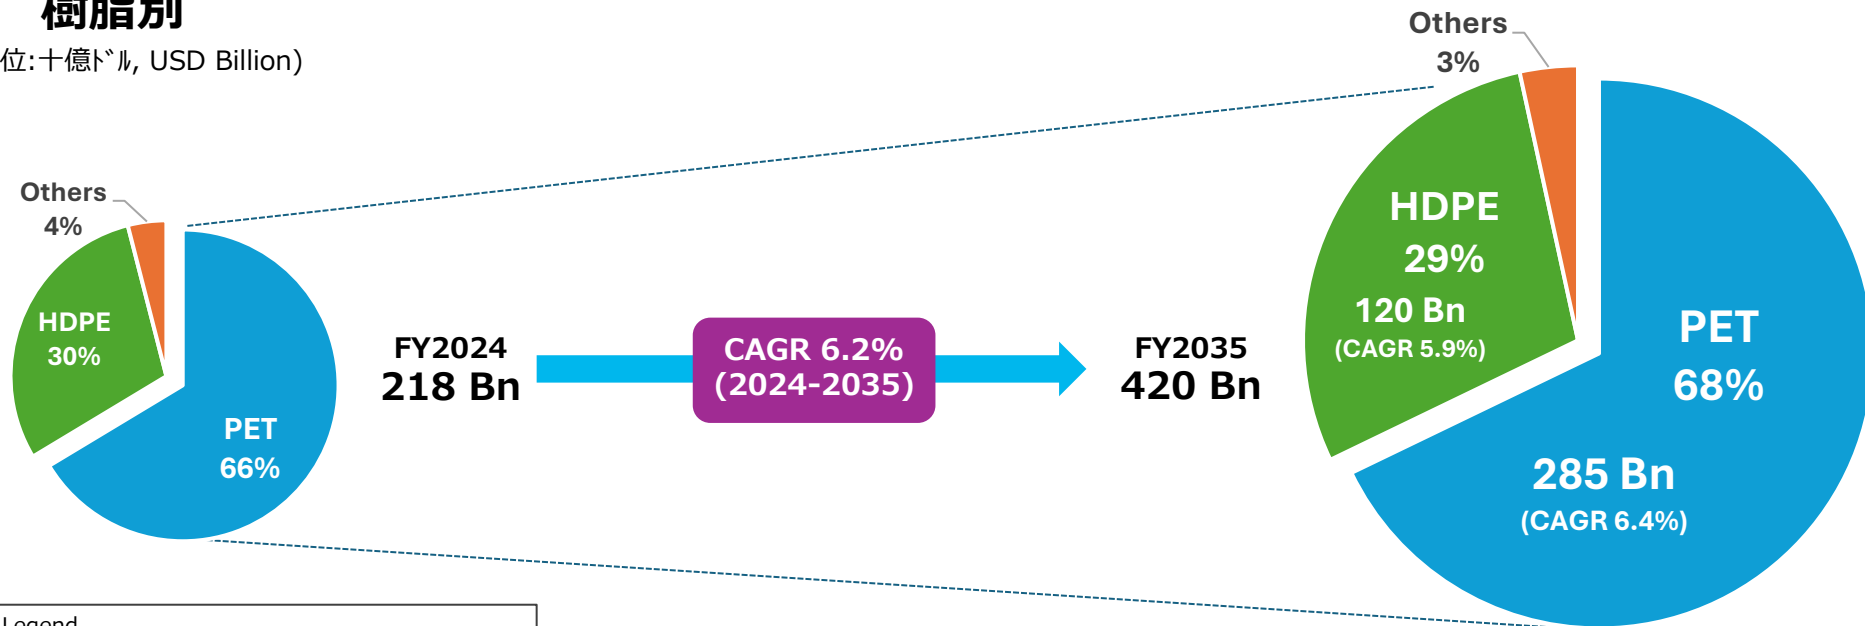 樹脂別
位:十億ﾄﾞﾙ, USD Billion)
Others
4%
HDPE
30%
PET
66%
FY2024
218 Bn
CAGR 6.2%
(2024-2035)
FY2035
420 Bn
Others
3%
HDPE
29%
120 Bn
(CAGR 5.9%)
PET
68%
285 Bn
(CAGR 6.4%)
Legend